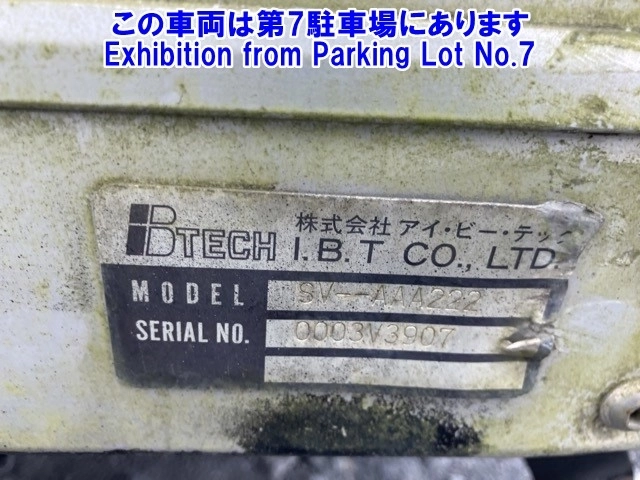 この車両は第7駐車場にあります
Exhibition from Parking Lot No.7
IBTECH
株式会社 アイ・ビー・テック
I.B.T CO., LTD.
MODEL SV--AAA222
SERIAL NO. 0003V3907